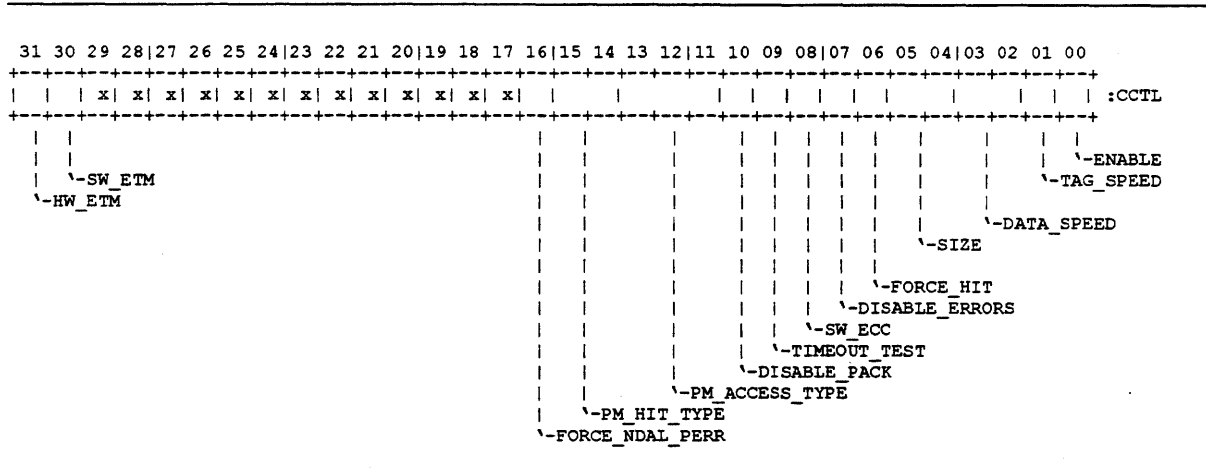 31 30 29 28|27 26 25 24|23 22 21 20|19 18 17 16|15 14 13 12|11 10 09 08|07 06 05 04|03 02 01 00
+--+--+--+--+--+--+--+--+--+--+--+--+--+--+--+--+--+--+--+--+--+--+--+--+--+--+--+--+--+--+--+--+
|  |  | x| x| x| x| x| x| x| x| x| x| x| x| x|  |     |           |  |  |  |  |  |     |     |  |  | :CCTL
+--+--+--+--+--+--+--+--+--+--+--+--+--+--+--+--+--+--+--+--+--+--+--+--+--+--+--+--+--+--+--+--+
'-ENABLE
'-SW_ETM '-TAG_SPEED
'-HW_ETM
'-DATA_SPEED
'-SIZE
'-FORCE_HIT
'-DISABLE_ERRORS
'-SW_ECC
'-TIMEOUT_TEST
'-DISABLE_PACK
'-PM_ACCESS_TYPE
'-PM_HIT_TYPE
'-FORCE_NDAL_PERR